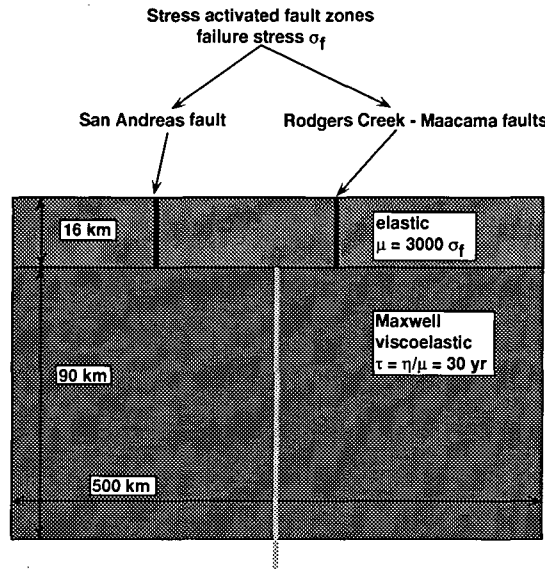 Stress activated fault zones
failure stress σf
San Andreas fault
Rodgers Creek - Maacama faults
16 km
elastic
μ = 3000 σf
Maxwell
viscoelastic
τ = η/μ = 30 yr
90 km
500 km